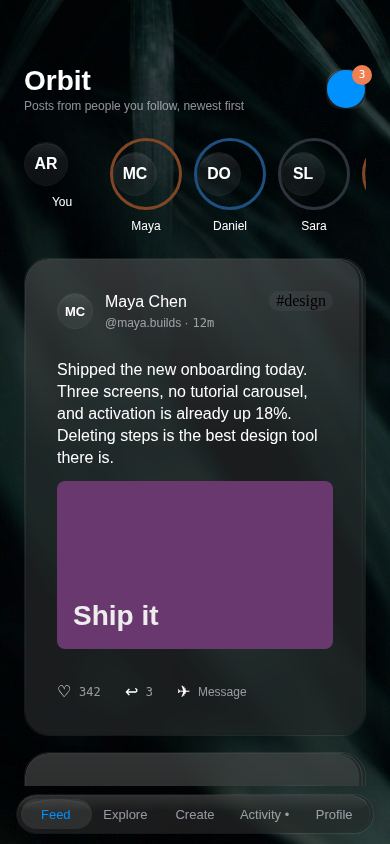 Orbit
3
Posts from people you follow, newest first
AR
MC
DO
SL
You
Maya
Daniel
Sara
MC
Maya Chen
#design
@maya.builds · 12m
Shipped the new onboarding today.
Three screens, no tutorial carousel,
and activation is already up 18%.
Deleting steps is the best design tool
there is.
Ship it
♡ 342
↩ 3
✈ Message
Feed
Explore
Create
Activity •
Profile